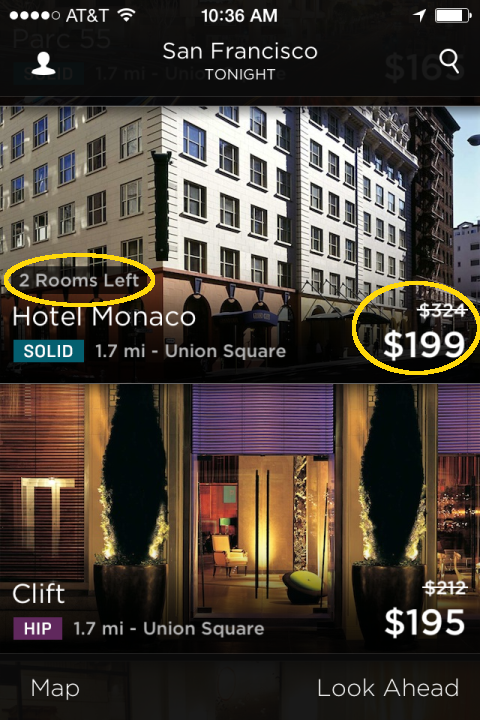 AT&T 10:36 AM
Parc 55
San Francisco
TONIGHT
SOLID 1.7 mi - Union $165
2 Rooms Left
Hotel Monaco $324
SOLID 1.7 mi - Union Square $199
Clift $212
HIP 1.7 mi - Union Square $195
Map Look Ahead